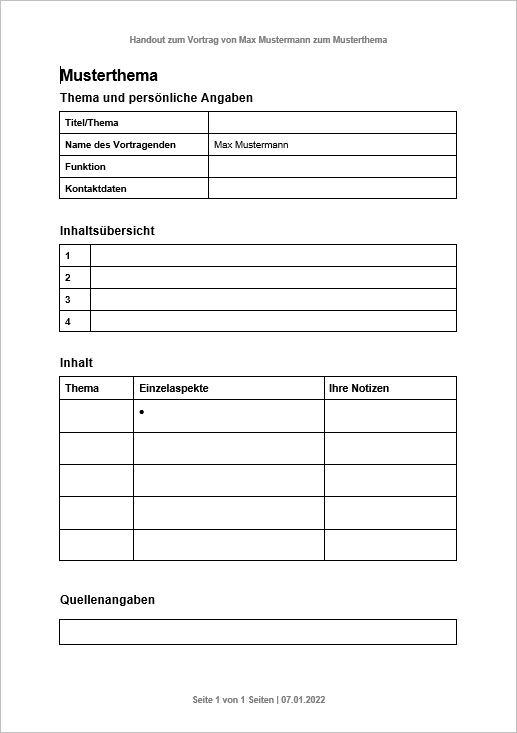 Handout zum Vortrag von Max Mustermann zum Musterthema
Musterthema
Thema und persönliche Angaben
Titel/Thema
Name des Vortragenden Max Mustermann
Funktion
Kontaktdaten
Inhaltsübersicht
1
2
3
4
Inhalt
Thema Einzelaspekte Ihre Notizen
•
Quellenangaben
Seite 1 von 1 Seiten | 07.01.2022